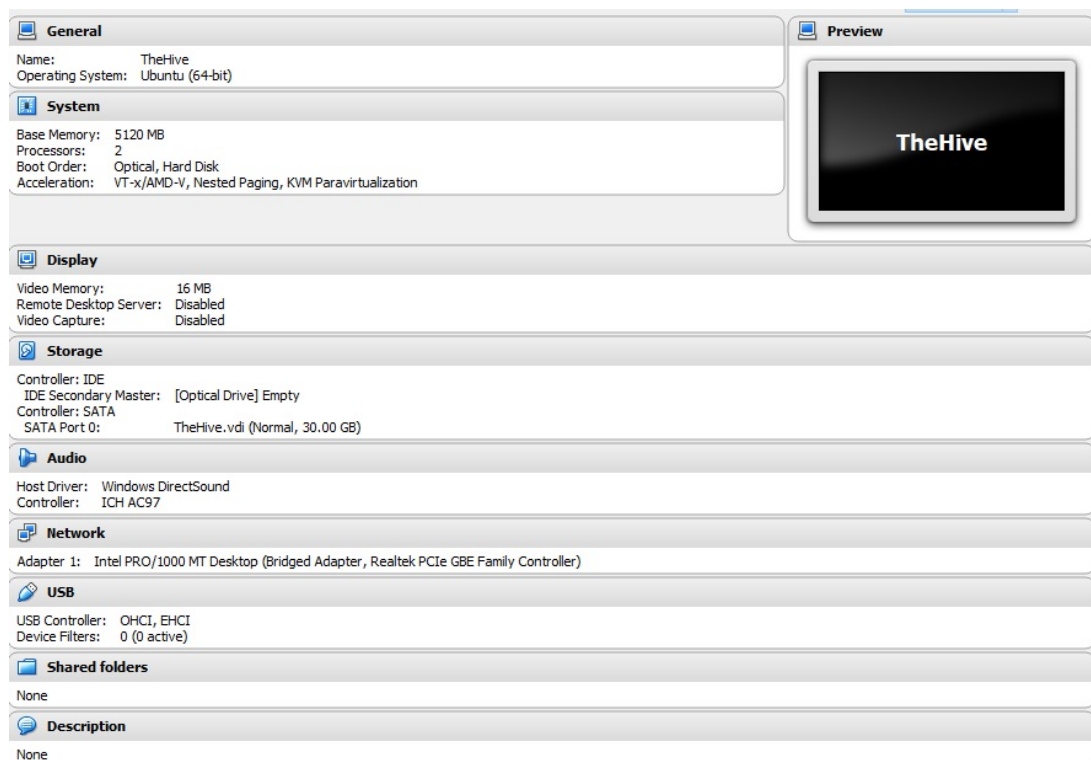 General
Name: TheHive
Operating System: Ubuntu (64-bit)
System
Base Memory: 5120 MB
Processors: 2
Boot Order: Optical, Hard Disk
Acceleration: VT-x/AMD-V, Nested Paging, KVM Paravirtualization
Preview
TheHive
Display
Video Memory: 16 MB
Remote Desktop Server: Disabled
Video Capture: Disabled
Storage
Controller: IDE
IDE Secondary Master: [Optical Drive] Empty
Controller: SATA
SATA Port 0: TheHive.vdi (Normal, 30.00 GB)
Audio
Host Driver: Windows DirectSound
Controller: ICH AC97
Network
Adapter 1: Intel PRO/1000 MT Desktop (Bridged Adapter, Realtek PCIe GBE Family Controller)
USB
USB Controller: OHCI, EHCI
Device Filters: 0 (0 active)
Shared folders
None
Description
None